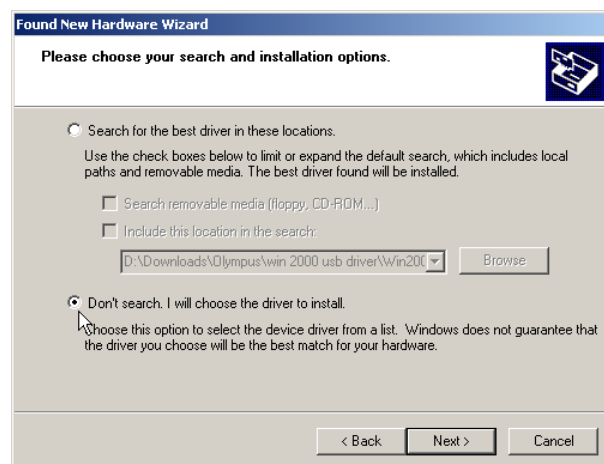 Found New Hardware Wizard
Please choose your search and installation options.
Search for the best driver in these locations.
Use the check boxes below to limit or expand the default search, which includes local
paths and removable media. The best driver found will be installed.
Search removable media (floppy, CD-ROM...)
Include this location in the search:
D:\Downloads\Olympus\win 2000 usb driver\Win200
Browse
Don't search. I will choose the driver to install.
Choose this option to select the device driver from a list. Windows does not guarantee that
the driver you choose will be the best match for your hardware.
< Back Next > Cancel